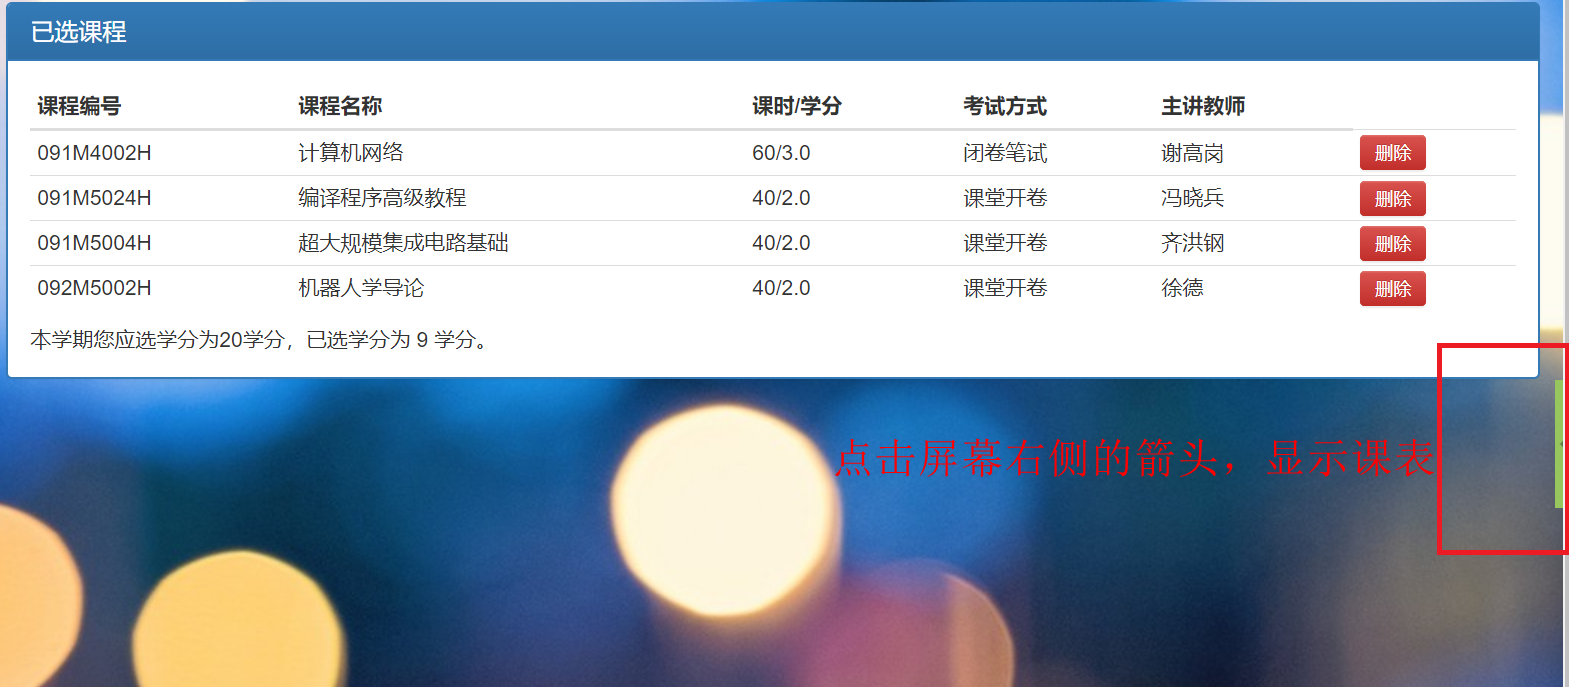 已选课程
课程编号 课程名称 课时/学分 考试方式 主讲教师
091M4002H 计算机网络 60/3.0 闭卷笔试 谢高岗 删除
091M5024H 编译程序高级教程 40/2.0 课堂开卷 冯晓兵 删除
091M5004H 超大规模集成电路基础 40/2.0 课堂开卷 齐洪钢 删除
092M5002H 机器人学导论 40/2.0 课堂开卷 徐德 删除
本学期您应选学分为20学分，已选学分为 9 学分。
点击屏幕右侧的箭头，显示课表